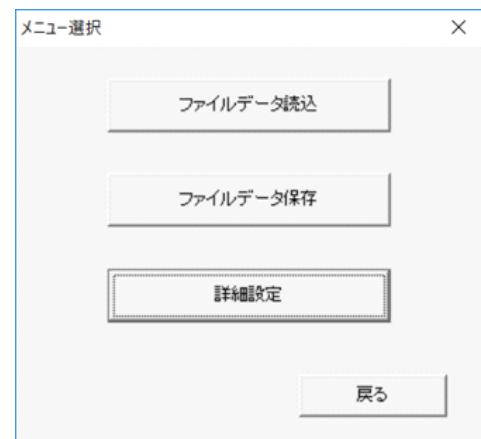 メニュー選択
ファイルデータ読込
ファイルデータ保存
詳細設定
戻る